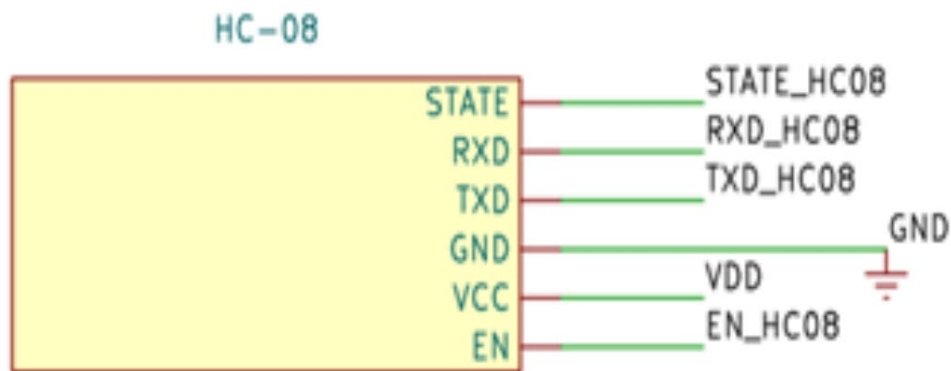 HC-08
STATE STATE_HC08
RXD RXD_HC08
TXD TXD_HC08
GND GND
VCC VDD
EN EN_HC08